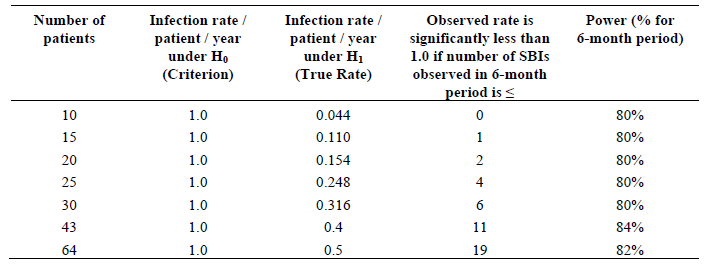 Number of patients | Infection rate / patient / year under H₀ (Criterion) | Infection rate / patient / year under H₁ (True Rate) | Observed rate is significantly less than 1.0 if number of SBIs observed in 6-month period is ≤ | Power (% for 6-month period)
10 1.0 0.044 0 80%
15 1.0 0.110 1 80%
20 1.0 0.154 2 80%
25 1.0 0.248 4 80%
30 1.0 0.316 6 80%
43 1.0 0.4 11 84%
64 1.0 0.5 19 82%